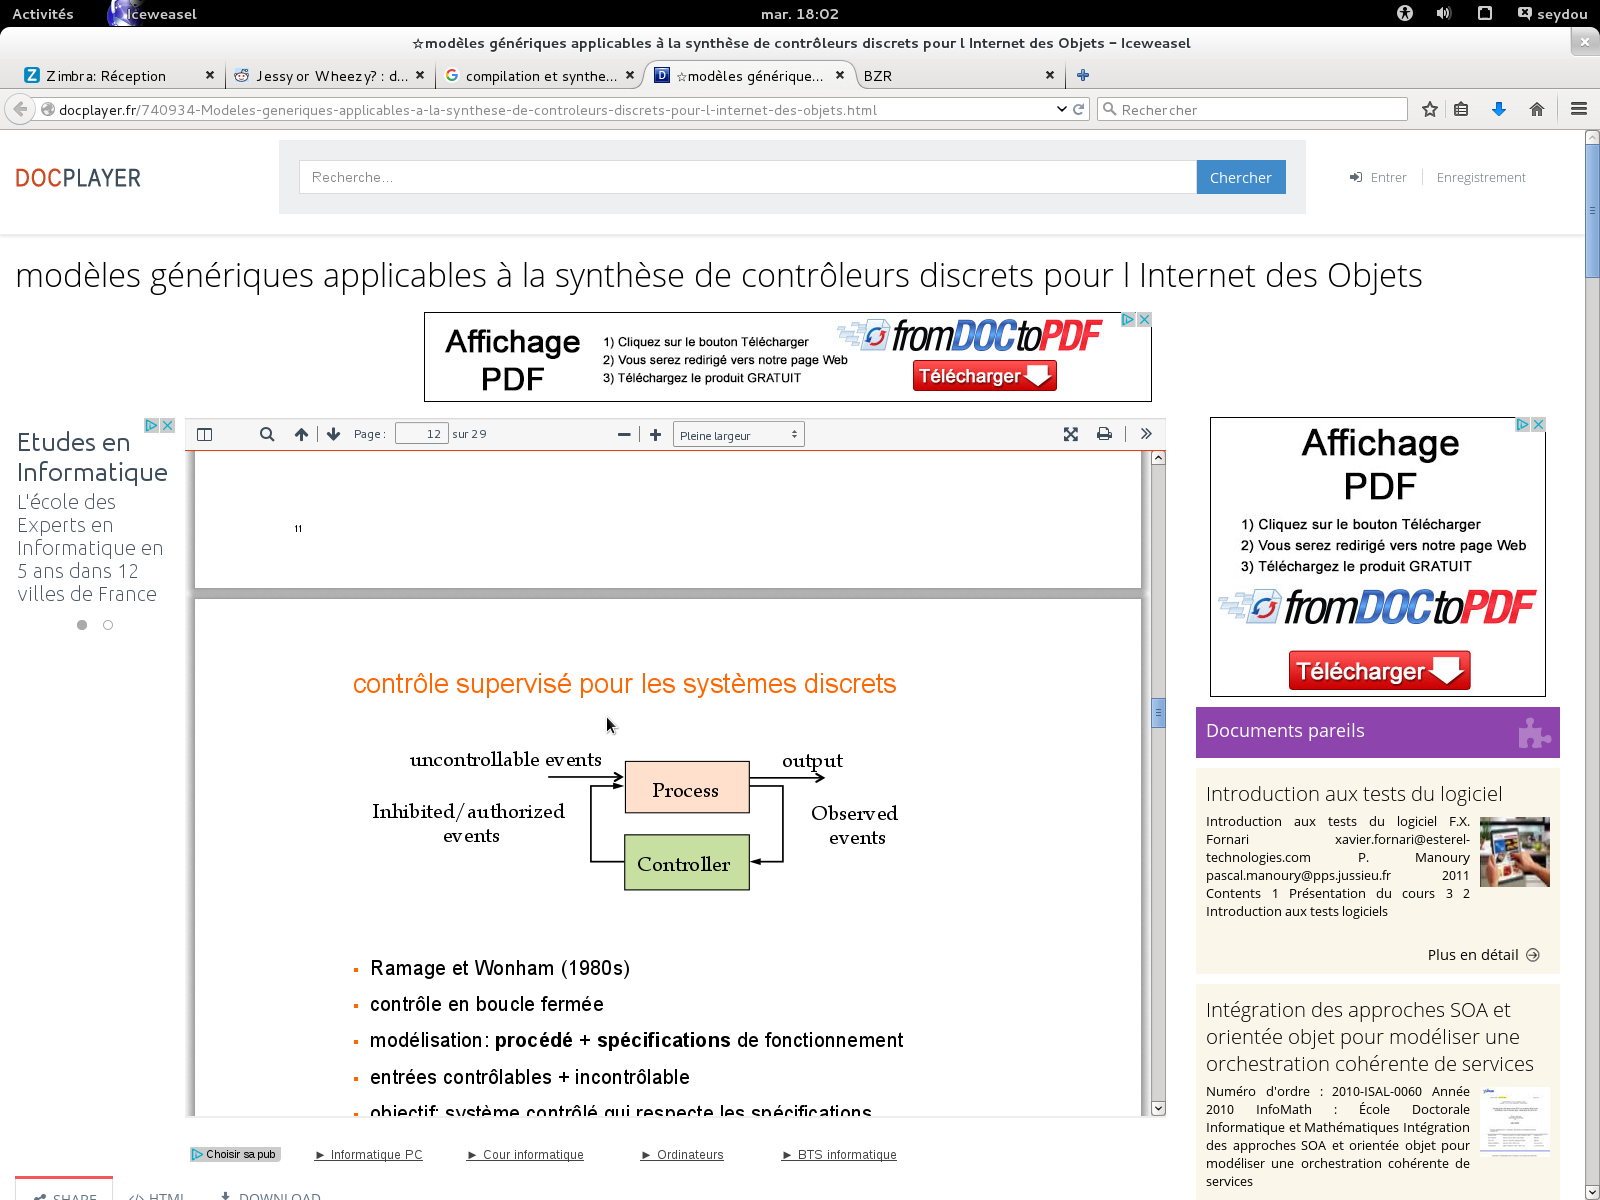 Activités
Iceweasel
mar. 18:02
seydou
☆modèles génériques applicables à la synthèse de contrôleurs discrets pour l Internet des Objets - Iceweasel
Zimbra: Réception
Jessy or Wheezy? : d...
compilation et synthe...
☆modèles générique...
BZR
docplayer.fr/740934-Modeles-generiques-applicables-a-la-synthese-de-controleurs-discrets-pour-l-internet-des-objets.html
Rechercher
DOCPLAYER
Recherche...
Chercher
Entrer
Enregistrement
modèles génériques applicables à la synthèse de contrôleurs discrets pour l Internet des Objets
Affichage
PDF
1) Cliquez sur le bouton Télécharger
2) Vous serez redirigé vers notre page Web
3) Téléchargez le produit GRATUIT
fromDOCtoPDF
Télécharger
Etudes en
Informatique
L'école des
Experts en
Informatique en
5 ans dans 12
villes de France
Page : 12 sur 29
Pleine largeur
11
contrôle supervisé pour les systèmes discrets
uncontrollable events
output
Process
Inhibited/authorized
events
Observed
events
Controller
▪ Ramage et Wonham (1980s)
▪ contrôle en boucle fermée
▪ modélisation: procédé + spécifications de fonctionnement
▪ entrées contrôlables + incontrôlable
▪ objectif: système contrôlé qui respecte les spécifications
Affichage
PDF
1) Cliquez sur le bouton Télécharger
2) Vous serez redirigé vers notre page Web
3) Téléchargez le produit GRATUIT
fromDOCtoPDF
Télécharger
Documents pareils
Introduction aux tests du logiciel
Introduction aux tests du logiciel F.X.
Fornari xavier.fornari@esterel-
technologies.com P. Manoury
pascal.manoury@pps.jussieu.fr 2011
Contents 1 Présentation du cours 3 2
Introduction aux tests logiciels
Plus en détail
Intégration des approches SOA et
orientée objet pour modéliser une
orchestration cohérente de services
Numéro d'ordre : 2010-ISAL-0060 Année
2010 InfoMath : École Doctorale
Informatique et Mathématiques Intégration
des approches SOA et orientée objet pour
modéliser une orchestration cohérente de
services
Choisir sa pub
► Informatique PC
► Cour informatique
► Ordinateurs
► BTS informatique
SHARE
</> HTML
DOWNLOAD